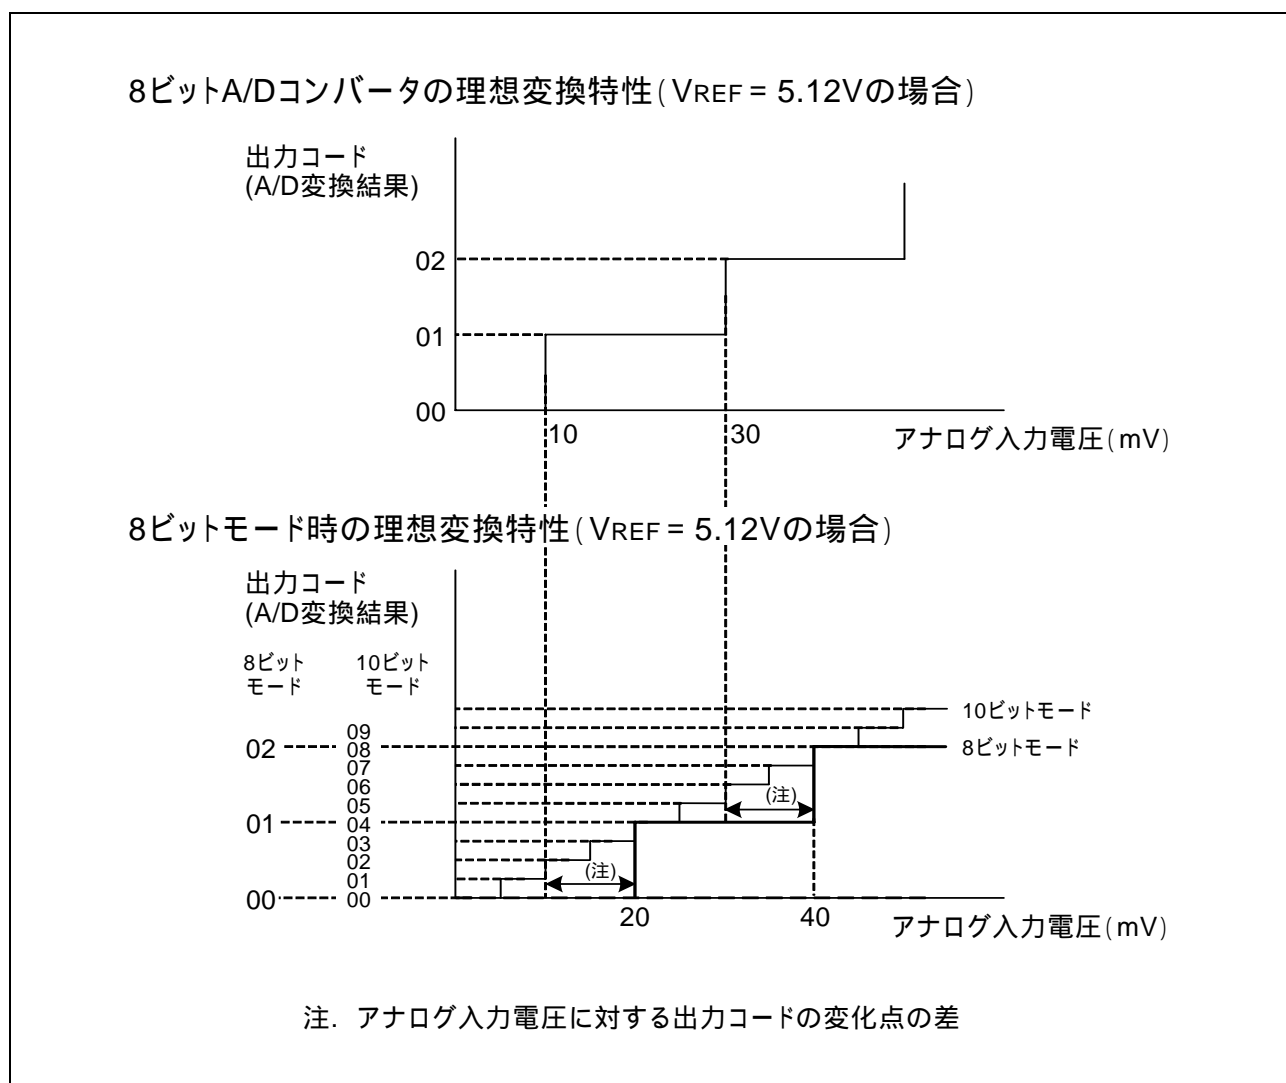 8ビットA/Dコンバータの理想変換特性(VREF = 5.12Vの場合)
出力コード
(A/D変換結果)
02
01
00
10
30
アナログ入力電圧(mV)
8ビットモード時の理想変換特性(VREF = 5.12Vの場合)
出力コード
(A/D変換結果)
8ビット
モード
10ビット
モード
10ビットモード
09
02
08
8ビットモード
07
06
(注)
05
01
04
03
02
(注)
01
00
00
20
40
アナログ入力電圧(mV)
注. アナログ入力電圧に対する出力コードの変化点の差